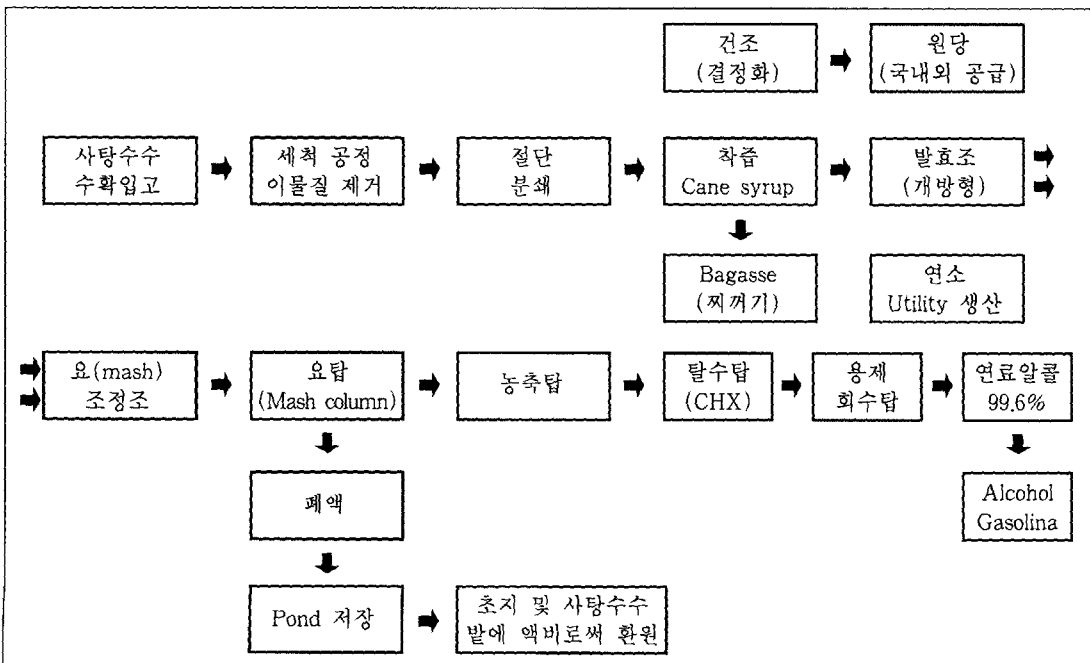 건조
(결정화)
원당
(국내외 공급)
사탕수수
수확입고
세척 공정
이물질 제거
절단
분쇄
착즙
Cane syrup
발효조
(개방형)
Bagasse
(찌꺼기)
연소
Utility 생산
요(mash)
조정조
요탑
(Mash column)
농축탑
탈수탑
(CHX)
용제
회수탑
연료알콜
99.6%
폐액
Alcohol
Gasolina
Pond 저장
초지 및 사탕수수
밭에 액비로써 환원